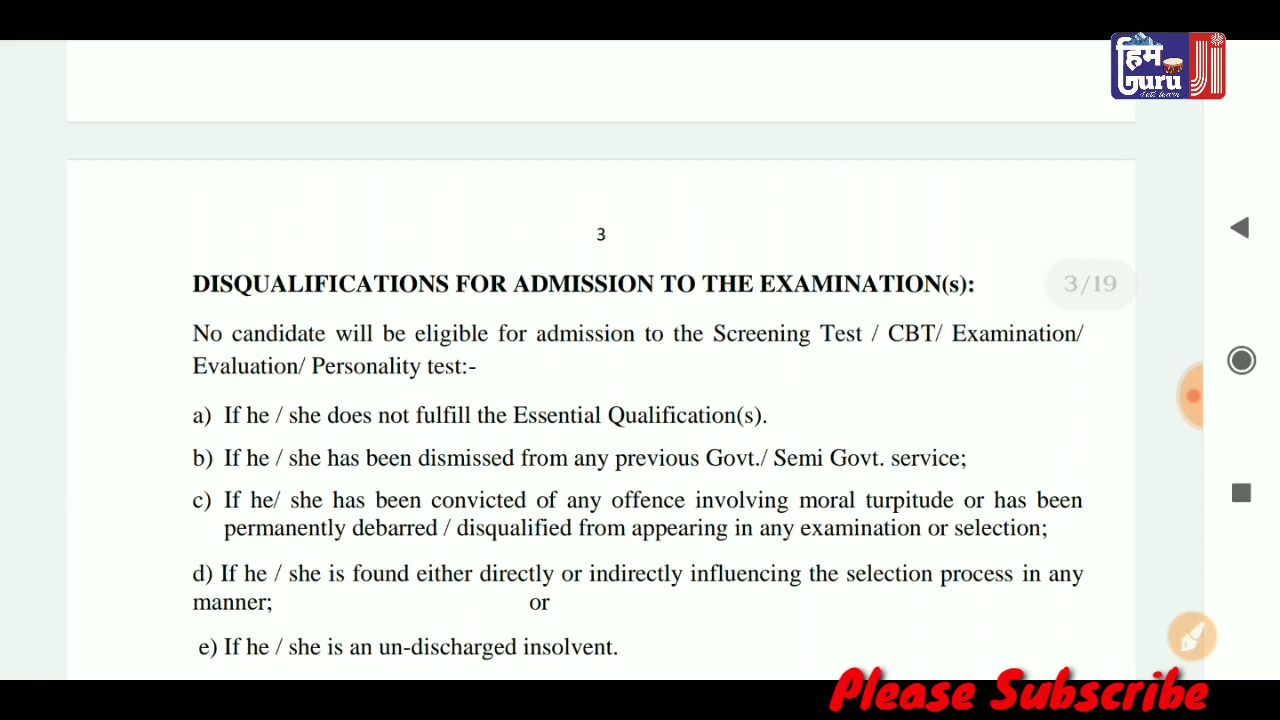 हिम
Guru
Ji
3
DISQUALIFICATIONS FOR ADMISSION TO THE EXAMINATION(s):
3/19
No candidate will be eligible for admission to the Screening Test / CBT/ Examination/
Evaluation/ Personality test:-
a) If he / she does not fulfill the Essential Qualification(s).
b) If he / she has been dismissed from any previous Govt./ Semi Govt. service;
c) If he/ she has been convicted of any offence involving moral turpitude or has been
permanently debarred / disqualified from appearing in any examination or selection;
d) If he / she is found either directly or indirectly influencing the selection process in any
manner; or
e) If he / she is an un-discharged insolvent.
Please Subscribe